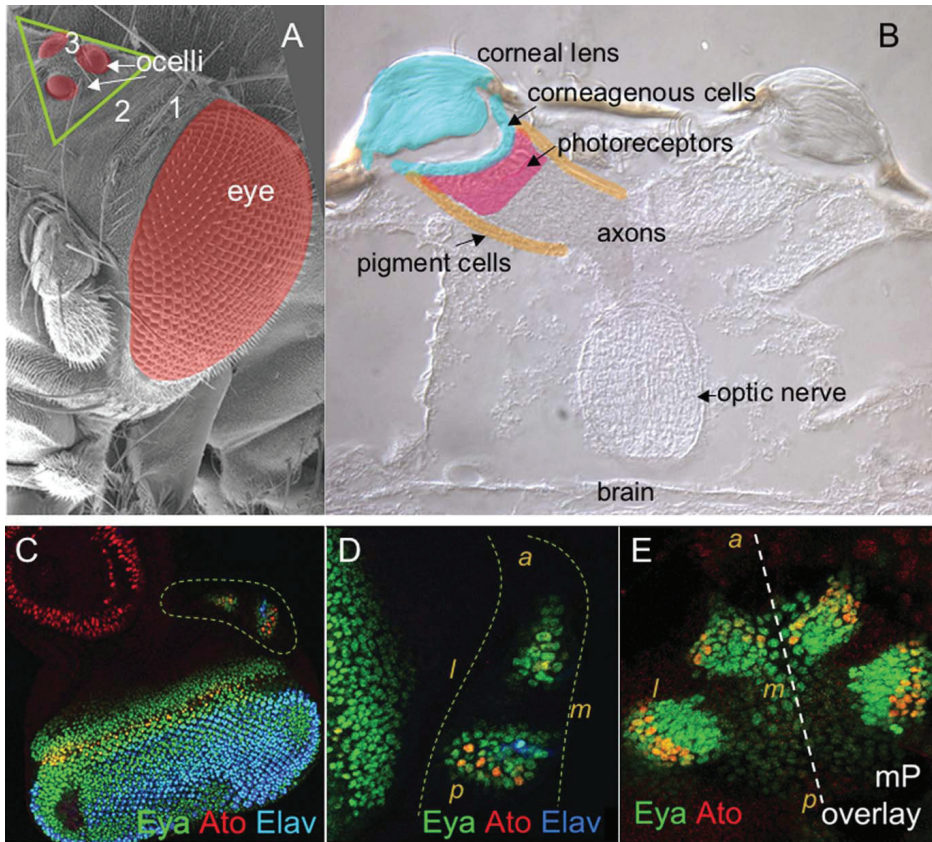 A
3
ocelli
2
1
eye
B
corneal lens
corneagenous cells
photoreceptors
axons
pigment cells
optic nerve
brain
C
Eya Ato Elav
D
a
l
m
p
Eya Ato Elav
E
a
l
m
p
mP
Eya Ato overlay